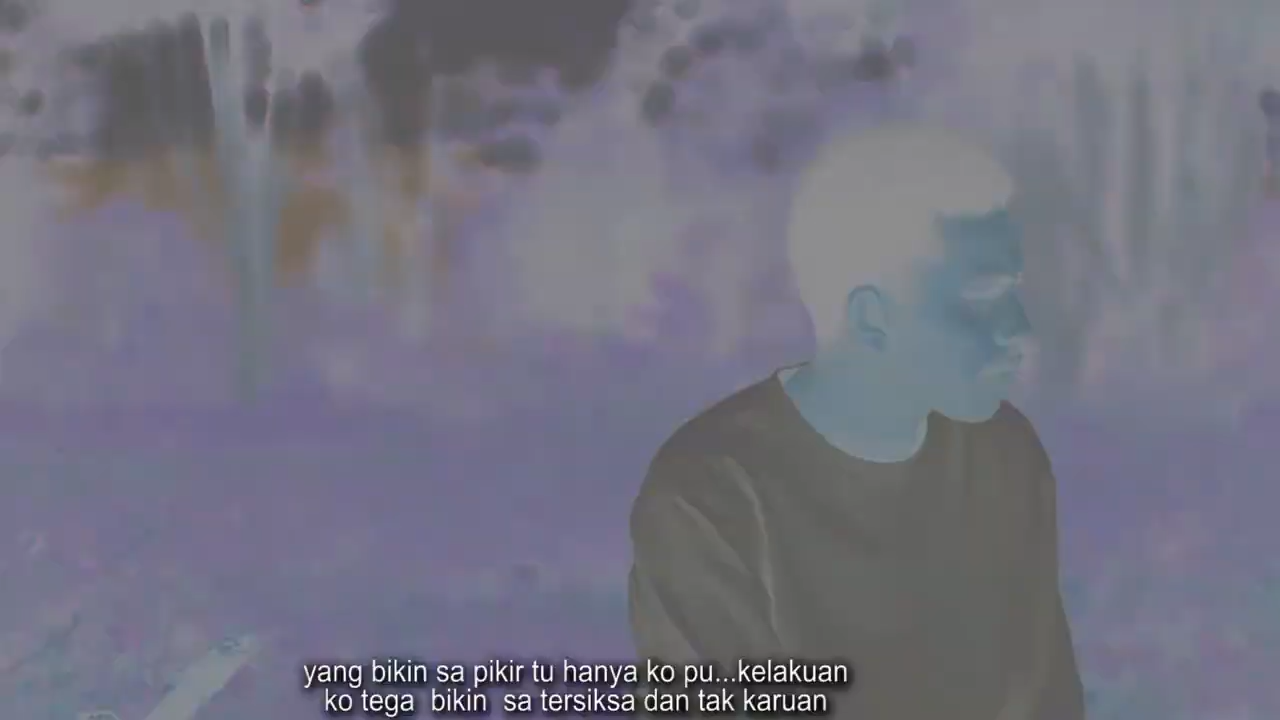 yang bikin sa pikir tu hanya ko pu...kelakuan
ko tega  bikin  sa tersiksa dan tak karuan